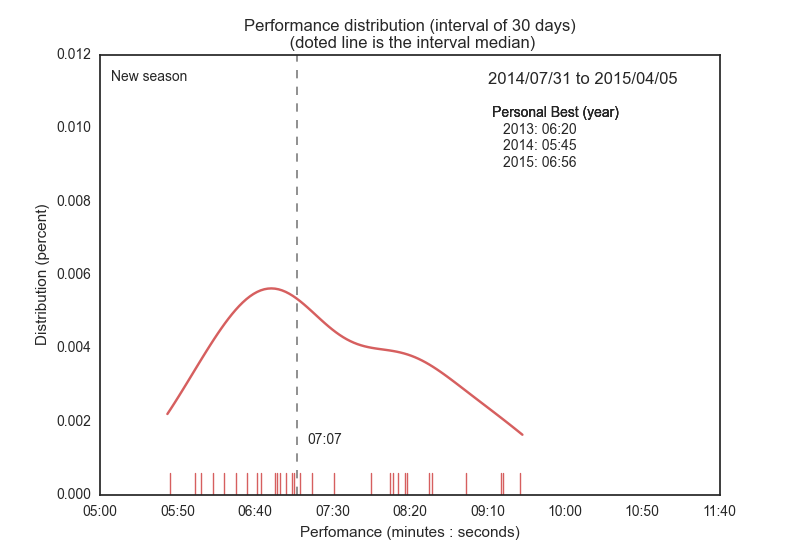 Performance distribution (interval of 30 days)
(doted line is the interval median)
0.012
New season
2014/07/31 to 2015/04/05
Personal Best (year)
2013: 06:20
2014: 05:45
2015: 06:56
0.010
0.008
0.006
0.004
0.002
0.000
Distribution (percent)
07:07
05:00 05:50 06:40 07:30 08:20 09:10 10:00 10:50 11:40
Perfomance (minutes : seconds)